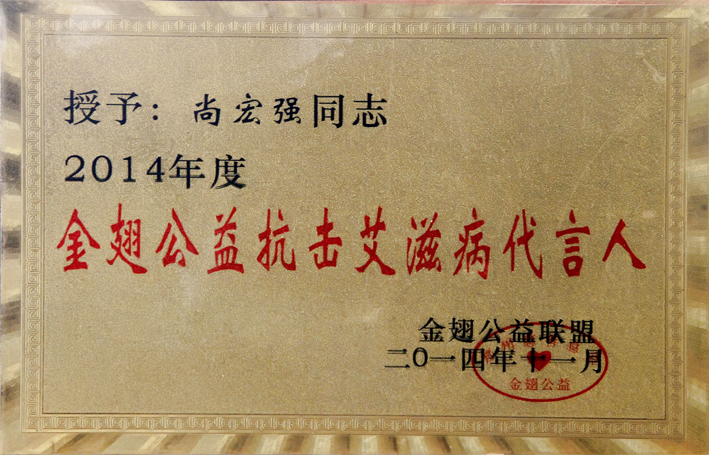 授予：尚宏强同志
2014年度
金翅公益抗击艾滋病代言人
金翅公益联盟
二〇一四年十一月
金翅公益